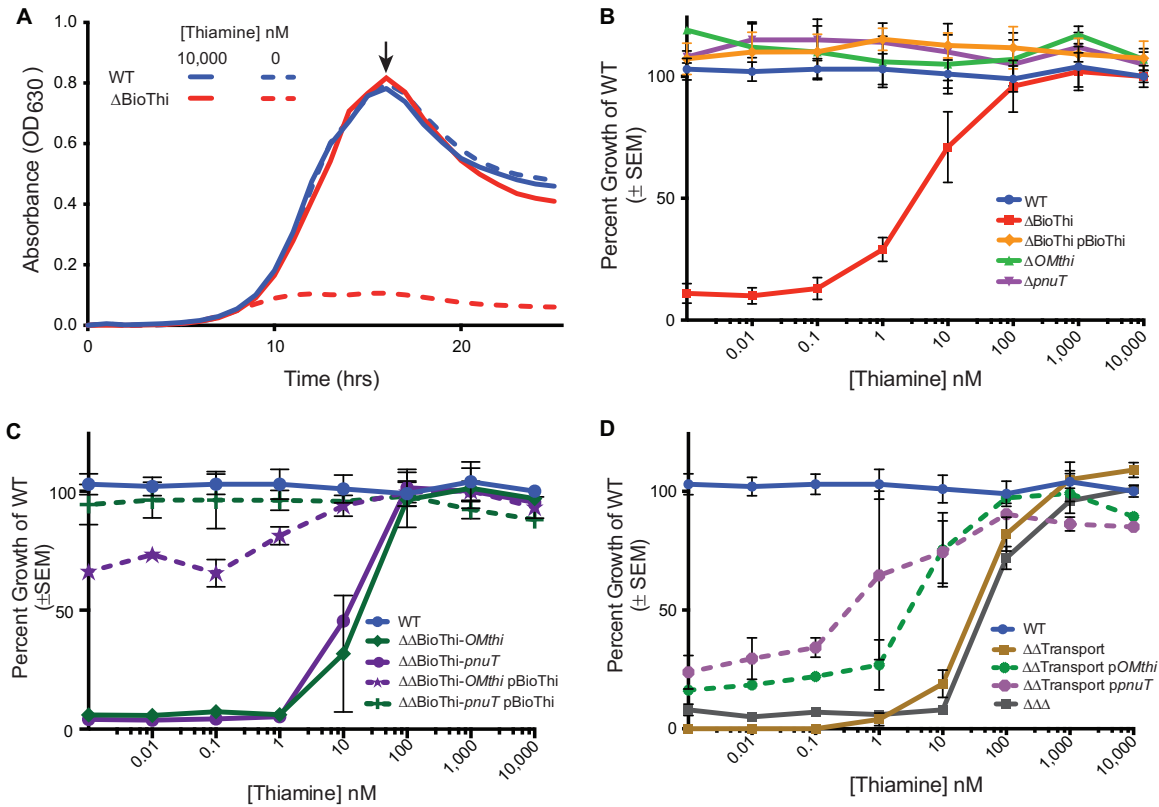 A
Absorbance (OD630)
1.0
0.8
0.6
0.4
0.2
0.0
[Thiamine] nM
10,000 0
WT
ΔBioThi
0 10 20
Time (hrs)
B
Percent Growth of WT
(± SEM)
100
50
0
WT
ΔBioThi
ΔBioThi pBioThi
ΔOMthi
ΔpnuT
0.01 0.1 1 10 100 1,000 10,000
[Thiamine] nM
C
Percent Growth of WT
(±SEM)
100
50
0
WT
ΔΔBioThi-OMthi
ΔΔBioThi-pnuT
ΔΔBioThi-OMthi pBioThi
ΔΔBioThi-pnuT pBioThi
0.01 0.1 1 10 100 1,000 10,000
[Thiamine] nM
D
Percent Growth of WT
(± SEM)
100
50
0
WT
ΔΔTransport
ΔΔTransport pOMthi
ΔΔTransport ppnuT
ΔΔΔ
0.01 0.1 1 10 100 1,000 10,000
[Thiamine] nM